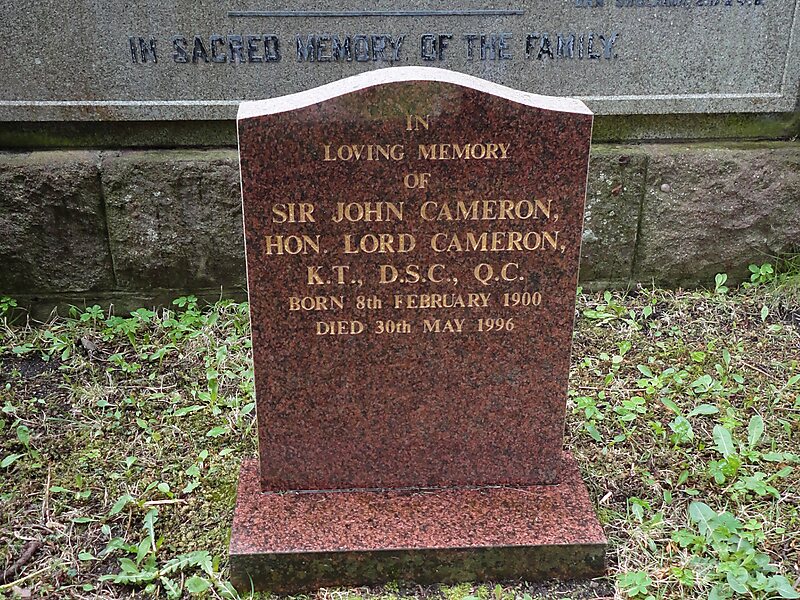 IN SACRED MEMORY OF THE FAMILY
IN
LOVING MEMORY
OF
SIR JOHN CAMERON,
HON. LORD CAMERON,
K.T., D.S.C., Q.C.
BORN 8th FEBRUARY 1900
DIED 30th MAY 1996